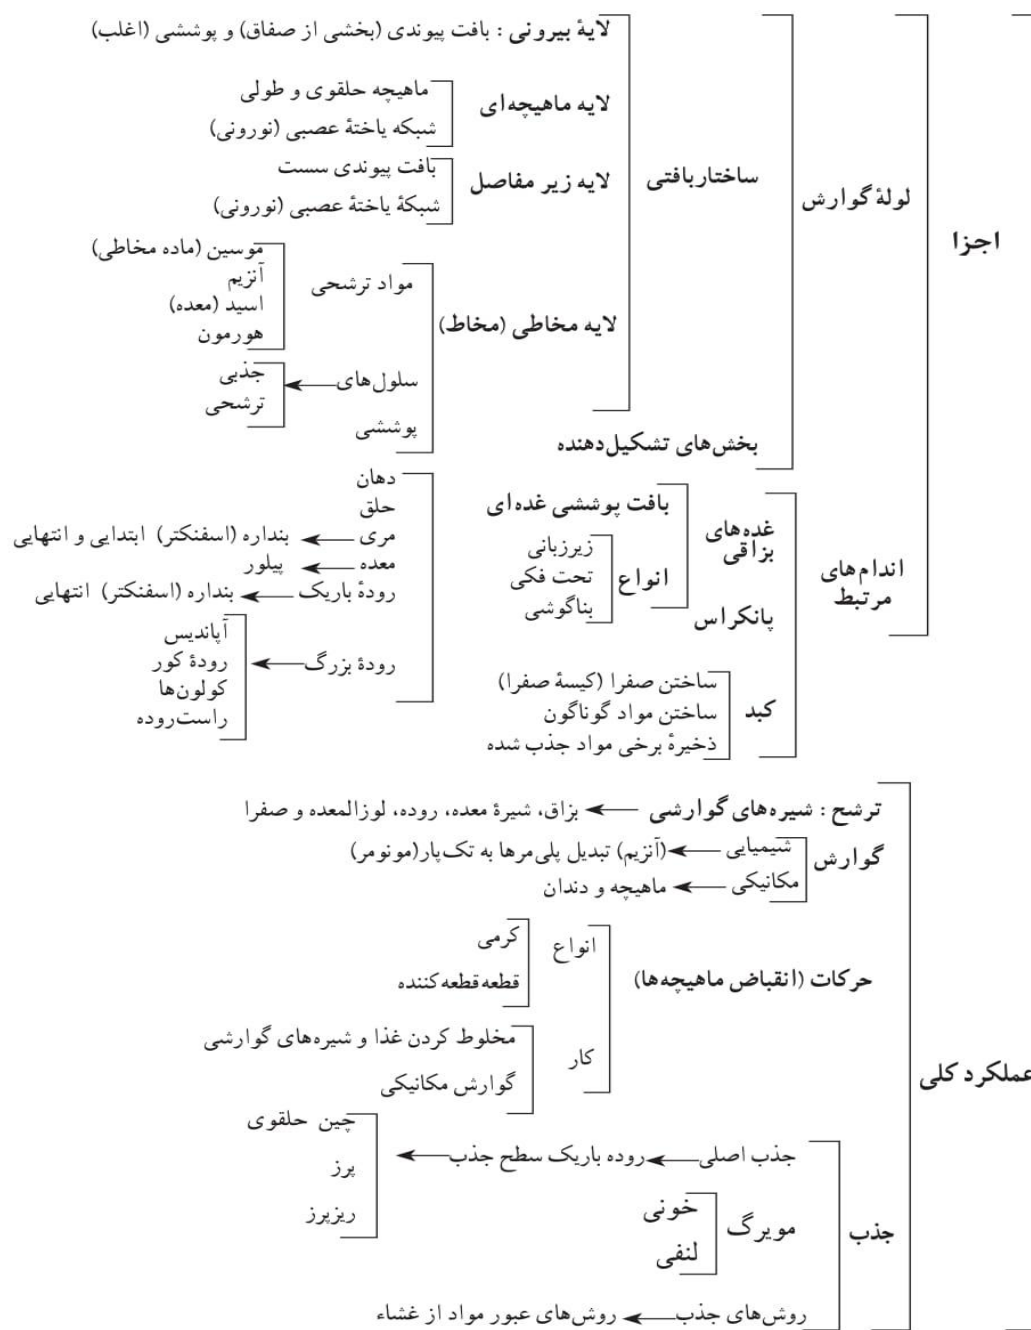 اجزا
لولهٔ گوارش
ساختاربافتی
لایهٔ بیرونی : بافت پیوندی (بخشی از صفاق) و پوششی (اغلب)
لایه ماهیچه‌ای
ماهیچه حلقوی و طولی
شبکه یاختهٔ عصبی (نورونی)
لایه زیر مفاصل
بافت پیوندی سست
شبکهٔ یاختهٔ عصبی (نورونی)
لایه مخاطی (مخاط)
مواد ترشحی
موسین (ماده مخاطی)
آنزیم
اسید (معده)
هورمون
سلول‌های
پوششی
جذبی
ترشحی
بخش‌های تشکیل‌دهنده
دهان
حلق
مری ← بنداره (اسفنکتر) ابتدایی و انتهایی
معده ← پیلور
رودهٔ باریک ← بنداره (اسفنکتر) انتهایی
رودهٔ بزرگ ←
آپاندیس
رودهٔ کور
کولون‌ها
راست‌روده
اندام‌های
مرتبط
غده‌های
بزاقی
بافت پوششی غده‌ای
انواع
زیرزبانی
تحت فکی
بناگوشی
پانکراس
کبد
ساختن صفرا (کیسهٔ صفرا)
ساختن مواد گوناگون
ذخیرهٔ برخی مواد جذب شده
عملکرد کلی
ترشح : شیره‌های گوارشی ← بزاق، شیرهٔ معده، روده، لوزالمعده و صفرا
گوارش
شیمیایی ← (آنزیم) تبدیل پلی‌مرها به تک‌پار(مونومر)
مکانیکی ← ماهیچه و دندان
حرکات (انقباض ماهیچه‌ها)
انواع
کرمی
قطعه‌قطعه‌کننده
کار
مخلوط کردن غذا و شیره‌های گوارشی
گوارش مکانیکی
جذب
جذب اصلی ← روده باریک سطح جذب ←
چین حلقوی
پرز
ریزپرز
مویرگ
خونی
لنفی
روش‌های جذب ← روش‌های عبور مواد از غشاء